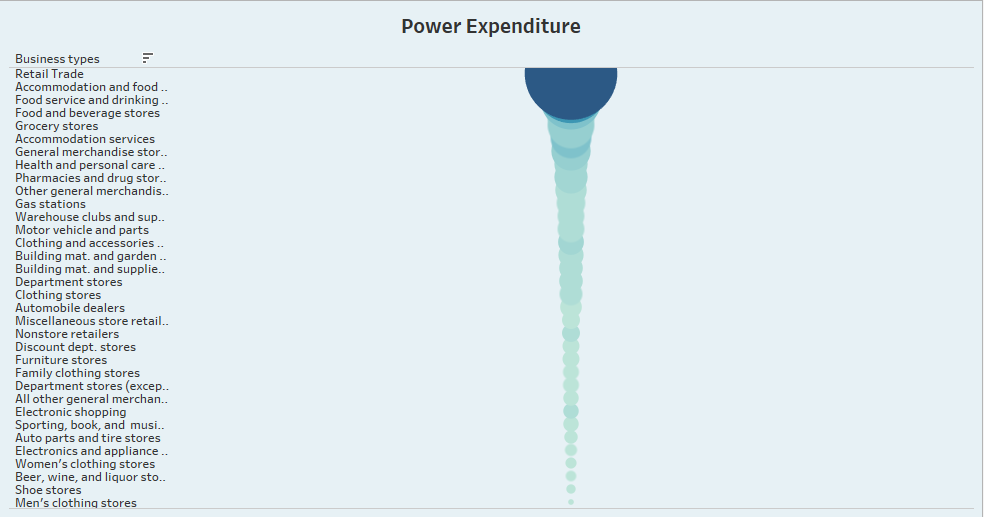 Power Expenditure
Business types
Retail Trade
Accommodation and food ..
Food service and drinking ..
Food and beverage stores
Grocery stores
Accommodation services
General merchandise stor..
Health and personal care ..
Pharmacies and drug stor..
Other general merchandis..
Gas stations
Warehouse clubs and sup..
Motor vehicle and parts
Clothing and accessories ..
Building mat. and garden ..
Building mat. and supplie..
Department stores
Clothing stores
Automobile dealers
Miscellaneous store retail..
Nonstore retailers
Discount dept. stores
Furniture stores
Family clothing stores
Department stores (excep..
All other general merchan..
Electronic shopping
Sporting, book, and musi..
Auto parts and tire stores
Electronics and appliance ..
Women's clothing stores
Beer, wine, and liquor sto..
Shoe stores
Men's clothing stores